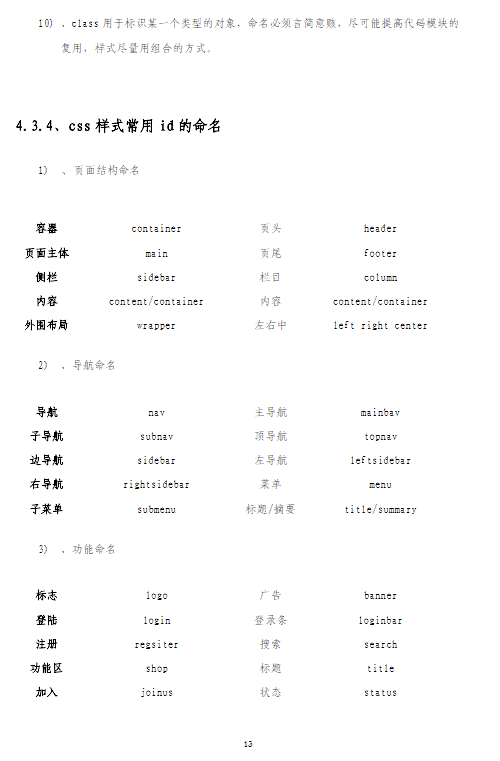 10) 、class 用于标识某一个类型的对象，命名必须言简意赅，尽可能提高代码模块的
复用，样式尽量用组合的方式。
4.3.4、css 样式常用 id 的命名
1) 、页面结构命名
容器 container 页头 header
页面主体 main 页尾 footer
侧栏 sidebar 栏目 column
内容 content/container 内容 content/container
外围布局 wrapper 左右中 left right center
2) 、导航命名
导航 nav 主导航 mainbav
子导航 subnav 顶导航 topnav
边导航 sidebar 左导航 leftsidebar
右导航 rightsidebar 菜单 menu
子菜单 submenu 标题/摘要 title/summary
3) 、功能命名
标志 logo 广告 banner
登陆 login 登录条 loginbar
注册 regsiter 搜索 search
功能区 shop 标题 title
加入 joinus 状态 status
13